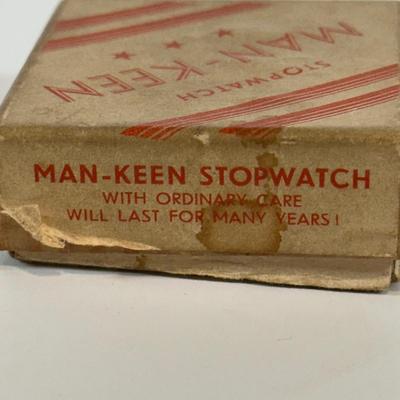 STOPWATCH
MAN-KEEN
MAN-KEEN STOPWATCH
WITH ORDINARY CARE
WILL LAST FOR MANY YEARS!